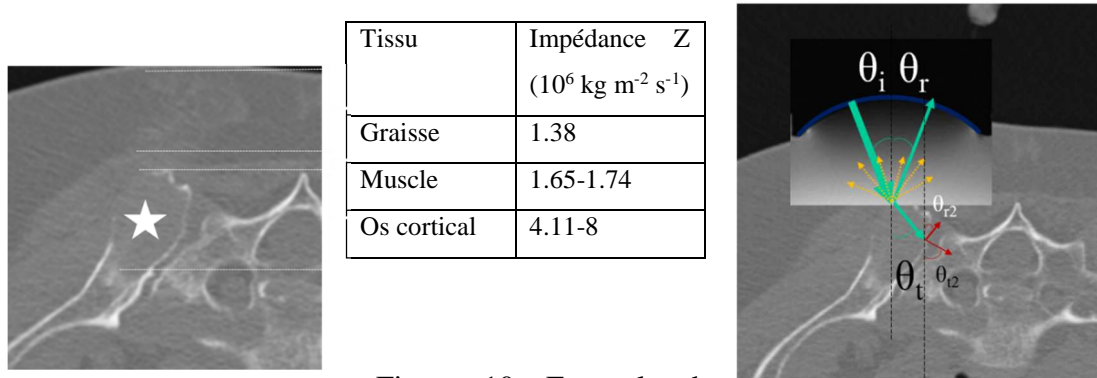 Tissu Impédance Z
(10⁶ kg m⁻² s⁻¹)
Graisse 1.38
Muscle 1.65-1.74
Os cortical 4.11-8
θi θr
θr2
θt θt2